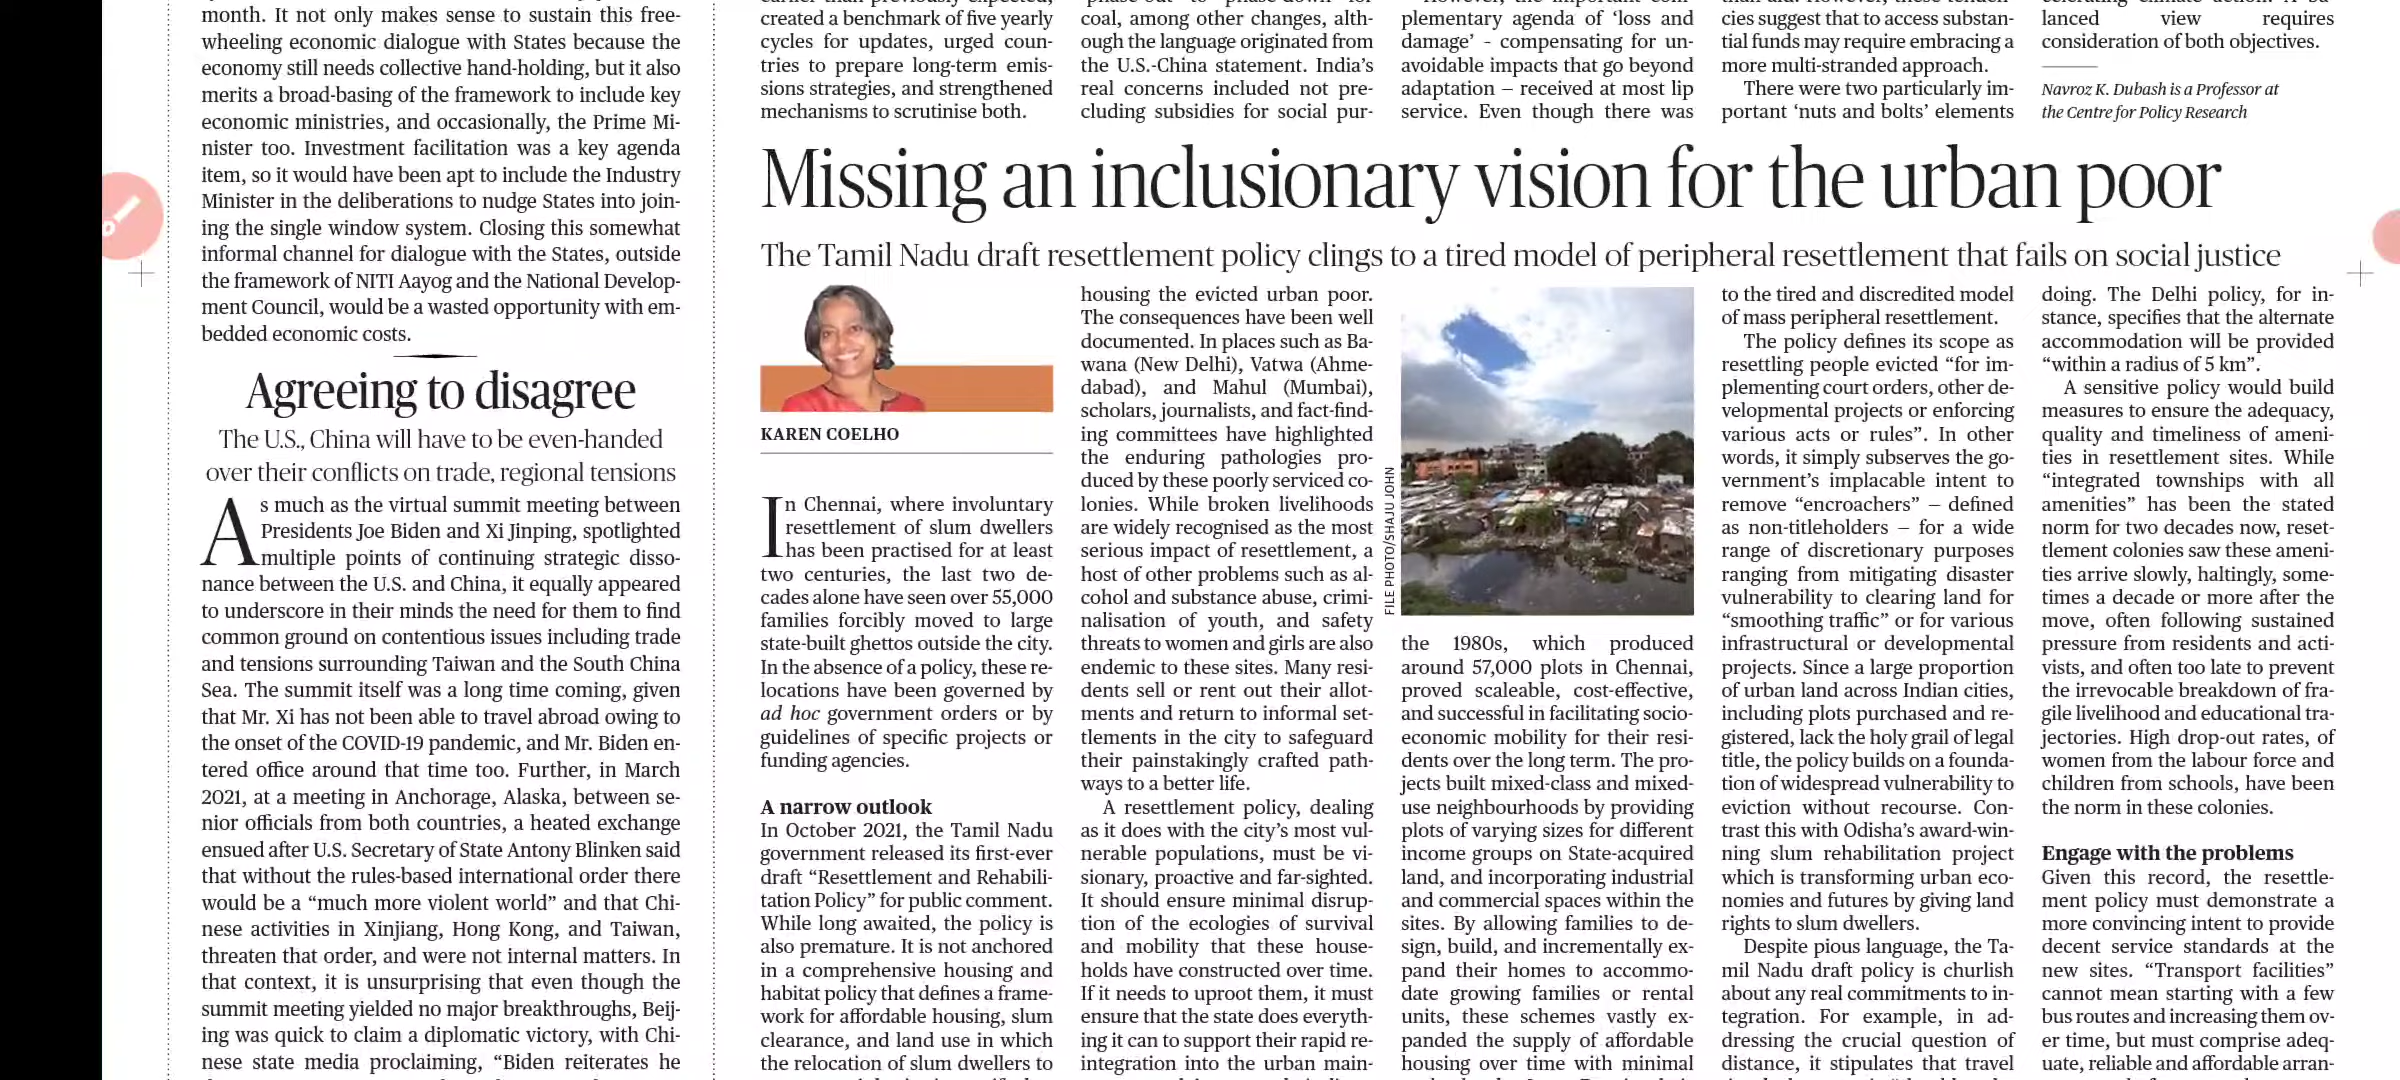 month. It not only makes sense to sustain this free-
wheeling economic dialogue with States because the
economy still needs collective hand-holding, but it also
merits a broad-basing of the framework to include key
economic ministries, and occasionally, the Prime Mi-
nister too. Investment facilitation was a key agenda
item, so it would have been apt to include the Industry
Minister in the deliberations to nudge States into join-
ing the single window system. Closing this somewhat
informal channel for dialogue with the States, outside
the framework of NITI Aayog and the National Develop-
ment Council, would be a wasted opportunity with em-
bedded economic costs.
Agreeing to disagree
The U.S., China will have to be even-handed
over their conflicts on trade, regional tensions
As much as the virtual summit meeting between
Presidents Joe Biden and Xi Jinping, spotlighted
multiple points of continuing strategic disso-
nance between the U.S. and China, it equally appeared
to underscore in their minds the need for them to find
common ground on contentious issues including trade
and tensions surrounding Taiwan and the South China
Sea. The summit itself was a long time coming, given
that Mr. Xi has not been able to travel abroad owing to
the onset of the COVID-19 pandemic, and Mr. Biden en-
tered office around that time too. Further, in March
2021, at a meeting in Anchorage, Alaska, between se-
nior officials from both countries, a heated exchange
ensued after U.S. Secretary of State Antony Blinken said
that without the rules-based international order there
would be a “much more violent world” and that Chi-
nese activities in Xinjiang, Hong Kong, and Taiwan,
threaten that order, and were not internal matters. In
that context, it is unsurprising that even though the
summit meeting yielded no major breakthroughs, Beij-
ing was quick to claim a diplomatic victory, with Chi-
nese state media proclaiming, “Biden reiterates he
created a benchmark of five yearly
cycles for updates, urged coun-
tries to prepare long-term emis-
sions strategies, and strengthened
mechanisms to scrutinise both.
coal, among other changes, alth-
ough the language originated from
the U.S.-China statement. India’s
real concerns included not pre-
cluding subsidies for social pur-
plementary agenda of ‘loss and
damage’ - compensating for un-
avoidable impacts that go beyond
adaptation – received at most lip
service. Even though there was
cies suggest that to access substan-
tial funds may require embracing a
more multi-stranded approach.
There were two particularly im-
portant ‘nuts and bolts’ elements
lanced view requires
consideration of both objectives.
Navroz K. Dubash is a Professor at
the Centre for Policy Research
Missing an inclusionary vision for the urban poor
The Tamil Nadu draft resettlement policy clings to a tired model of peripheral resettlement that fails on social justice
KAREN COELHO
In Chennai, where involuntary
resettlement of slum dwellers
has been practised for at least
two centuries, the last two de-
cades alone have seen over 55,000
families forcibly moved to large
state-built ghettos outside the city.
In the absence of a policy, these re-
locations have been governed by
ad hoc government orders or by
guidelines of specific projects or
funding agencies.
A narrow outlook
In October 2021, the Tamil Nadu
government released its first-ever
draft “Resettlement and Rehabili-
tation Policy” for public comment.
While long awaited, the policy is
also premature. It is not anchored
in a comprehensive housing and
habitat policy that defines a frame-
work for affordable housing, slum
clearance, and land use in which
the relocation of slum dwellers to
housing the evicted urban poor.
The consequences have been well
documented. In places such as Ba-
wana (New Delhi), Vatwa (Ahme-
dabad), and Mahul (Mumbai),
scholars, journalists, and fact-find-
ing committees have highlighted
the enduring pathologies pro-
duced by these poorly serviced co-
lonies. While broken livelihoods
are widely recognised as the most
serious impact of resettlement, a
host of other problems such as al-
cohol and substance abuse, crimi-
nalisation of youth, and safety
threats to women and girls are also
endemic to these sites. Many resi-
dents sell or rent out their allot-
ments and return to informal set-
tlements in the city to safeguard
their painstakingly crafted path-
ways to a better life.
A resettlement policy, dealing
as it does with the city’s most vul-
nerable populations, must be vi-
sionary, proactive and far-sighted.
It should ensure minimal disrup-
tion of the ecologies of survival
and mobility that these house-
holds have constructed over time.
If it needs to uproot them, it must
ensure that the state does everyth-
ing it can to support their rapid re-
integration into the urban main-
FILE PHOTO/SHAJU JOHN
the 1980s, which produced
around 57,000 plots in Chennai,
proved scaleable, cost-effective,
and successful in facilitating socio-
economic mobility for their resi-
dents over the long term. The pro-
jects built mixed-class and mixed-
use neighbourhoods by providing
plots of varying sizes for different
income groups on State-acquired
land, and incorporating industrial
and commercial spaces within the
sites. By allowing families to de-
sign, build, and incrementally ex-
pand their homes to accommo-
date growing families or rental
units, these schemes vastly ex-
panded the supply of affordable
housing over time with minimal
to the tired and discredited model
of mass peripheral resettlement.
The policy defines its scope as
resettling people evicted “for im-
plementing court orders, other de-
velopmental projects or enforcing
various acts or rules”. In other
words, it simply subserves the go-
vernment’s implacable intent to
remove “encroachers” – defined
as non-titleholders – for a wide
range of discretionary purposes
ranging from mitigating disaster
vulnerability to clearing land for
“smoothing traffic” or for various
infrastructural or developmental
projects. Since a large proportion
of urban land across Indian cities,
including plots purchased and re-
gistered, lack the holy grail of legal
title, the policy builds on a founda-
tion of widespread vulnerability to
eviction without recourse. Con-
trast this with Odisha’s award-win-
ning slum rehabilitation project
which is transforming urban eco-
nomies and futures by giving land
rights to slum dwellers.
Despite pious language, the Ta-
mil Nadu draft policy is churlish
about any real commitments to in-
tegration. For example, in ad-
dressing the crucial question of
distance, it stipulates that travel
doing. The Delhi policy, for in-
stance, specifies that the alternate
accommodation will be provided
“within a radius of 5 km”.
A sensitive policy would build
measures to ensure the adequacy,
quality and timeliness of ameni-
ties in resettlement sites. While
“integrated townships with all
amenities” has been the stated
norm for two decades now, reset-
tlement colonies saw these ameni-
ties arrive slowly, haltingly, some-
times a decade or more after the
move, often following sustained
pressure from residents and acti-
vists, and often too late to prevent
the irrevocable breakdown of fra-
gile livelihood and educational tra-
jectories. High drop-out rates, of
women from the labour force and
children from schools, have been
the norm in these colonies.
Engage with the problems
Given this record, the resettle-
ment policy must demonstrate a
more convincing intent to provide
decent service standards at the
new sites. “Transport facilities”
cannot mean starting with a few
bus routes and increasing them ov-
er time, but must comprise adeq-
uate, reliable and affordable arran-